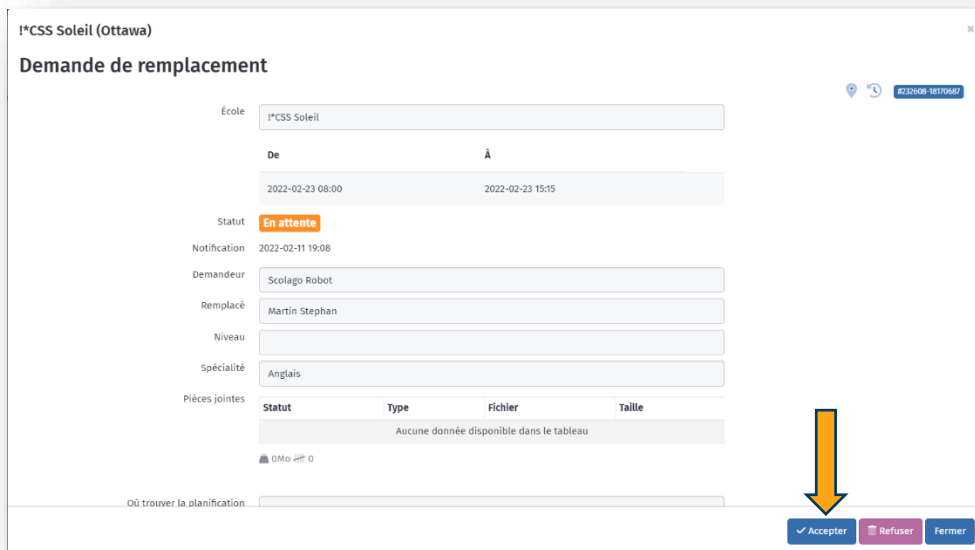 !*CSS Soleil (Ottawa)
×
Demande de remplacement
#232608-18170687
École
!*CSS Soleil
De À
2022-02-23 08:00 2022-02-23 15:15
Statut En attente
Notification 2022-02-11 19:08
Demandeur Scolago Robot
Remplacé Martin Stephan
Niveau
Spécialité Anglais
Pièces jointes
Statut Type Fichier Taille
Aucune donnée disponible dans le tableau
0Mo 0
Où trouver la planification
✓ Accepter Refuser Fermer